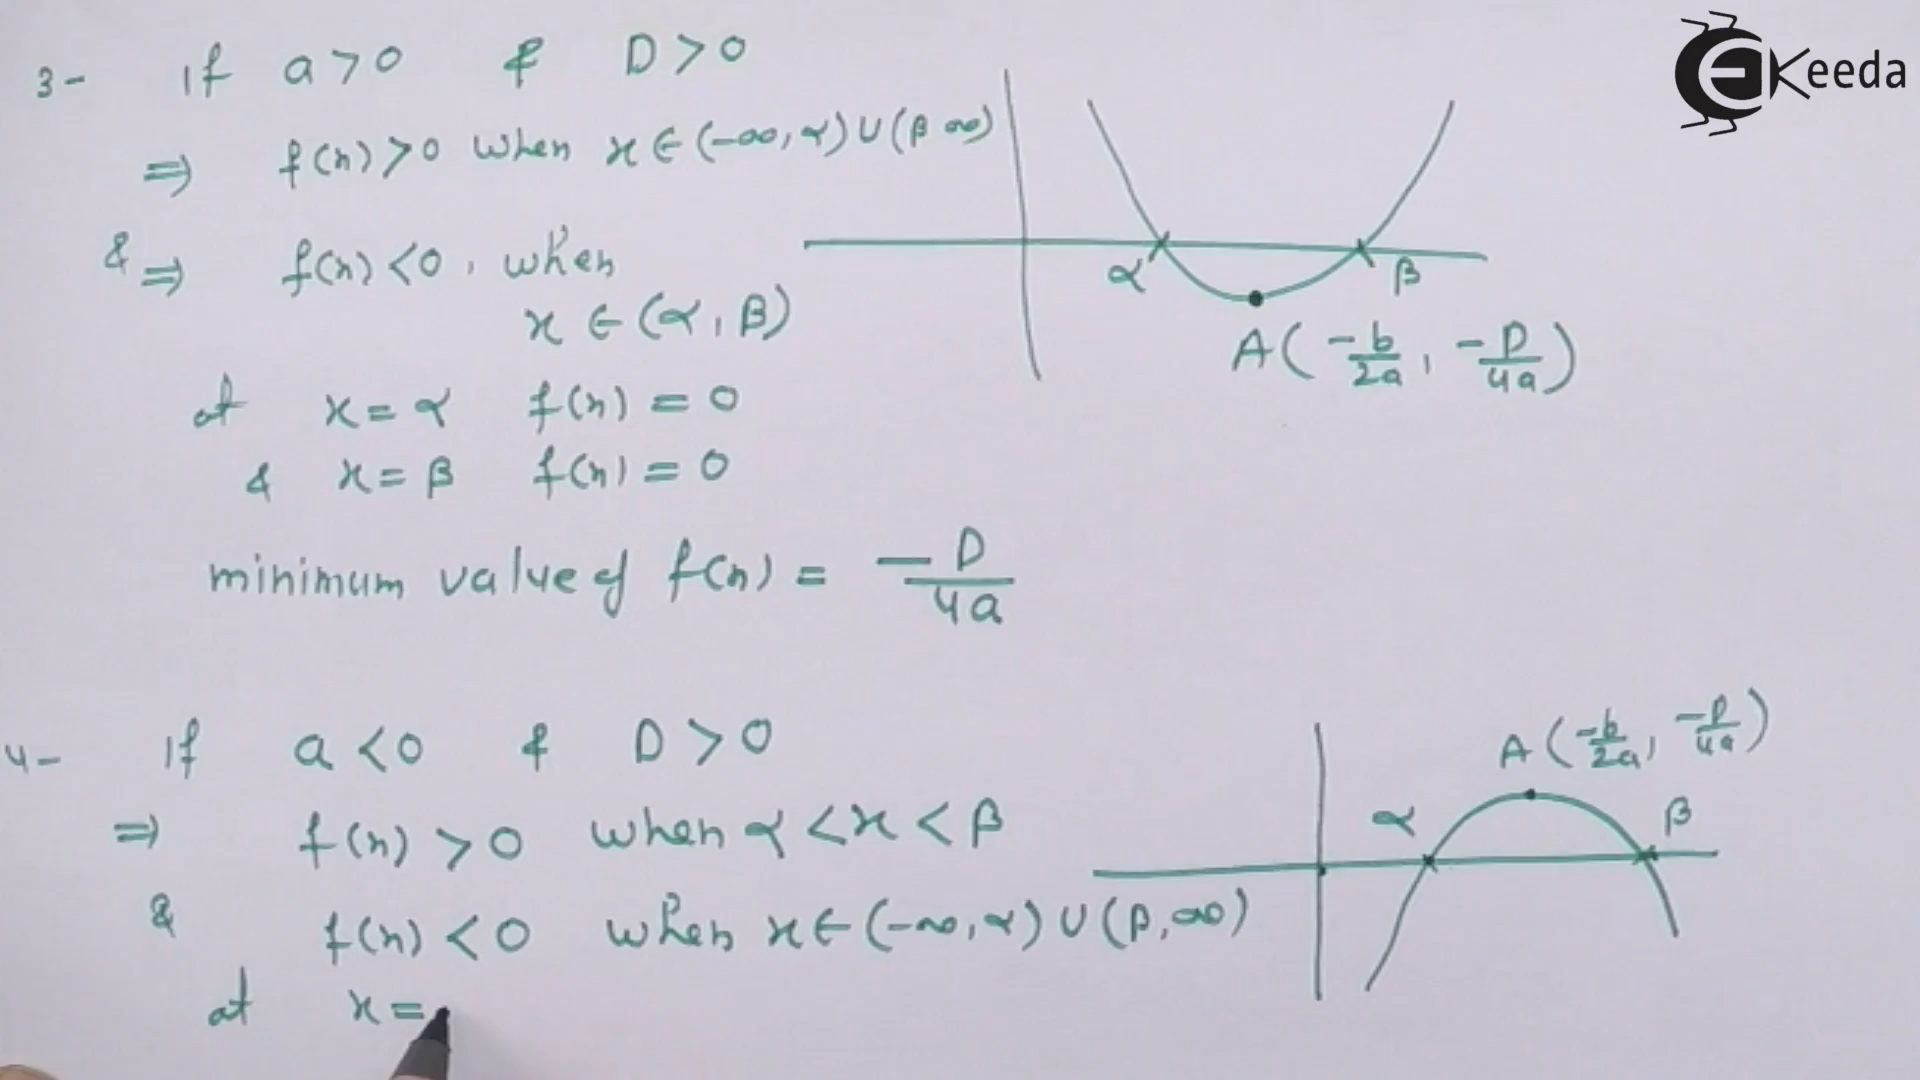 Keeda
3- if a>0 & D>0
⇒ f(x)>0 when x∈(-∞,α)∪(β ∞)
& ⇒ f(x)<0, when
x∈(α,β)
at x=α f(x)=0
& x=β f(x)=0
minimum value of f(x) = -D/4a
α β
A(-b/2a, -D/4a)
4- if a<0 & D>0
⇒ f(x)>0 when α<x<β
& f(x)<0 when x∈(-∞,α)∪(β,∞)
at x=
A(-b/2a, -D/4a)
α β